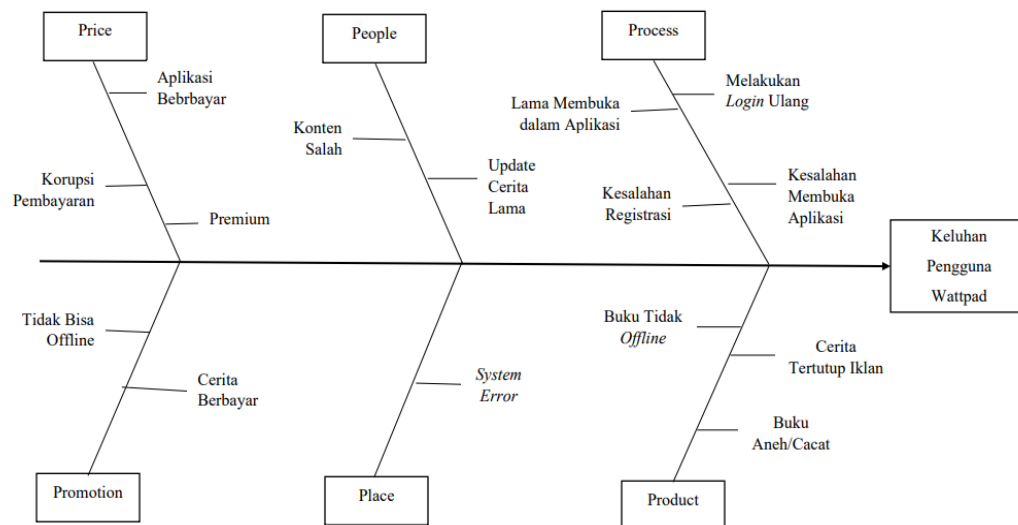 Price
People
Process
Aplikasi
Bebrbayar
Korupsi
Pembayaran
Premium
Konten
Salah
Update
Cerita
Lama
Melakukan
Login Ulang
Lama Membuka
dalam Aplikasi
Kesalahan
Registrasi
Kesalahan
Membuka
Aplikasi
Keluhan
Pengguna
Wattpad
Tidak Bisa
Offline
Cerita
Berbayar
System
Error
Buku Tidak
Offline
Cerita
Tertutup Iklan
Buku
Aneh/Cacat
Promotion
Place
Product